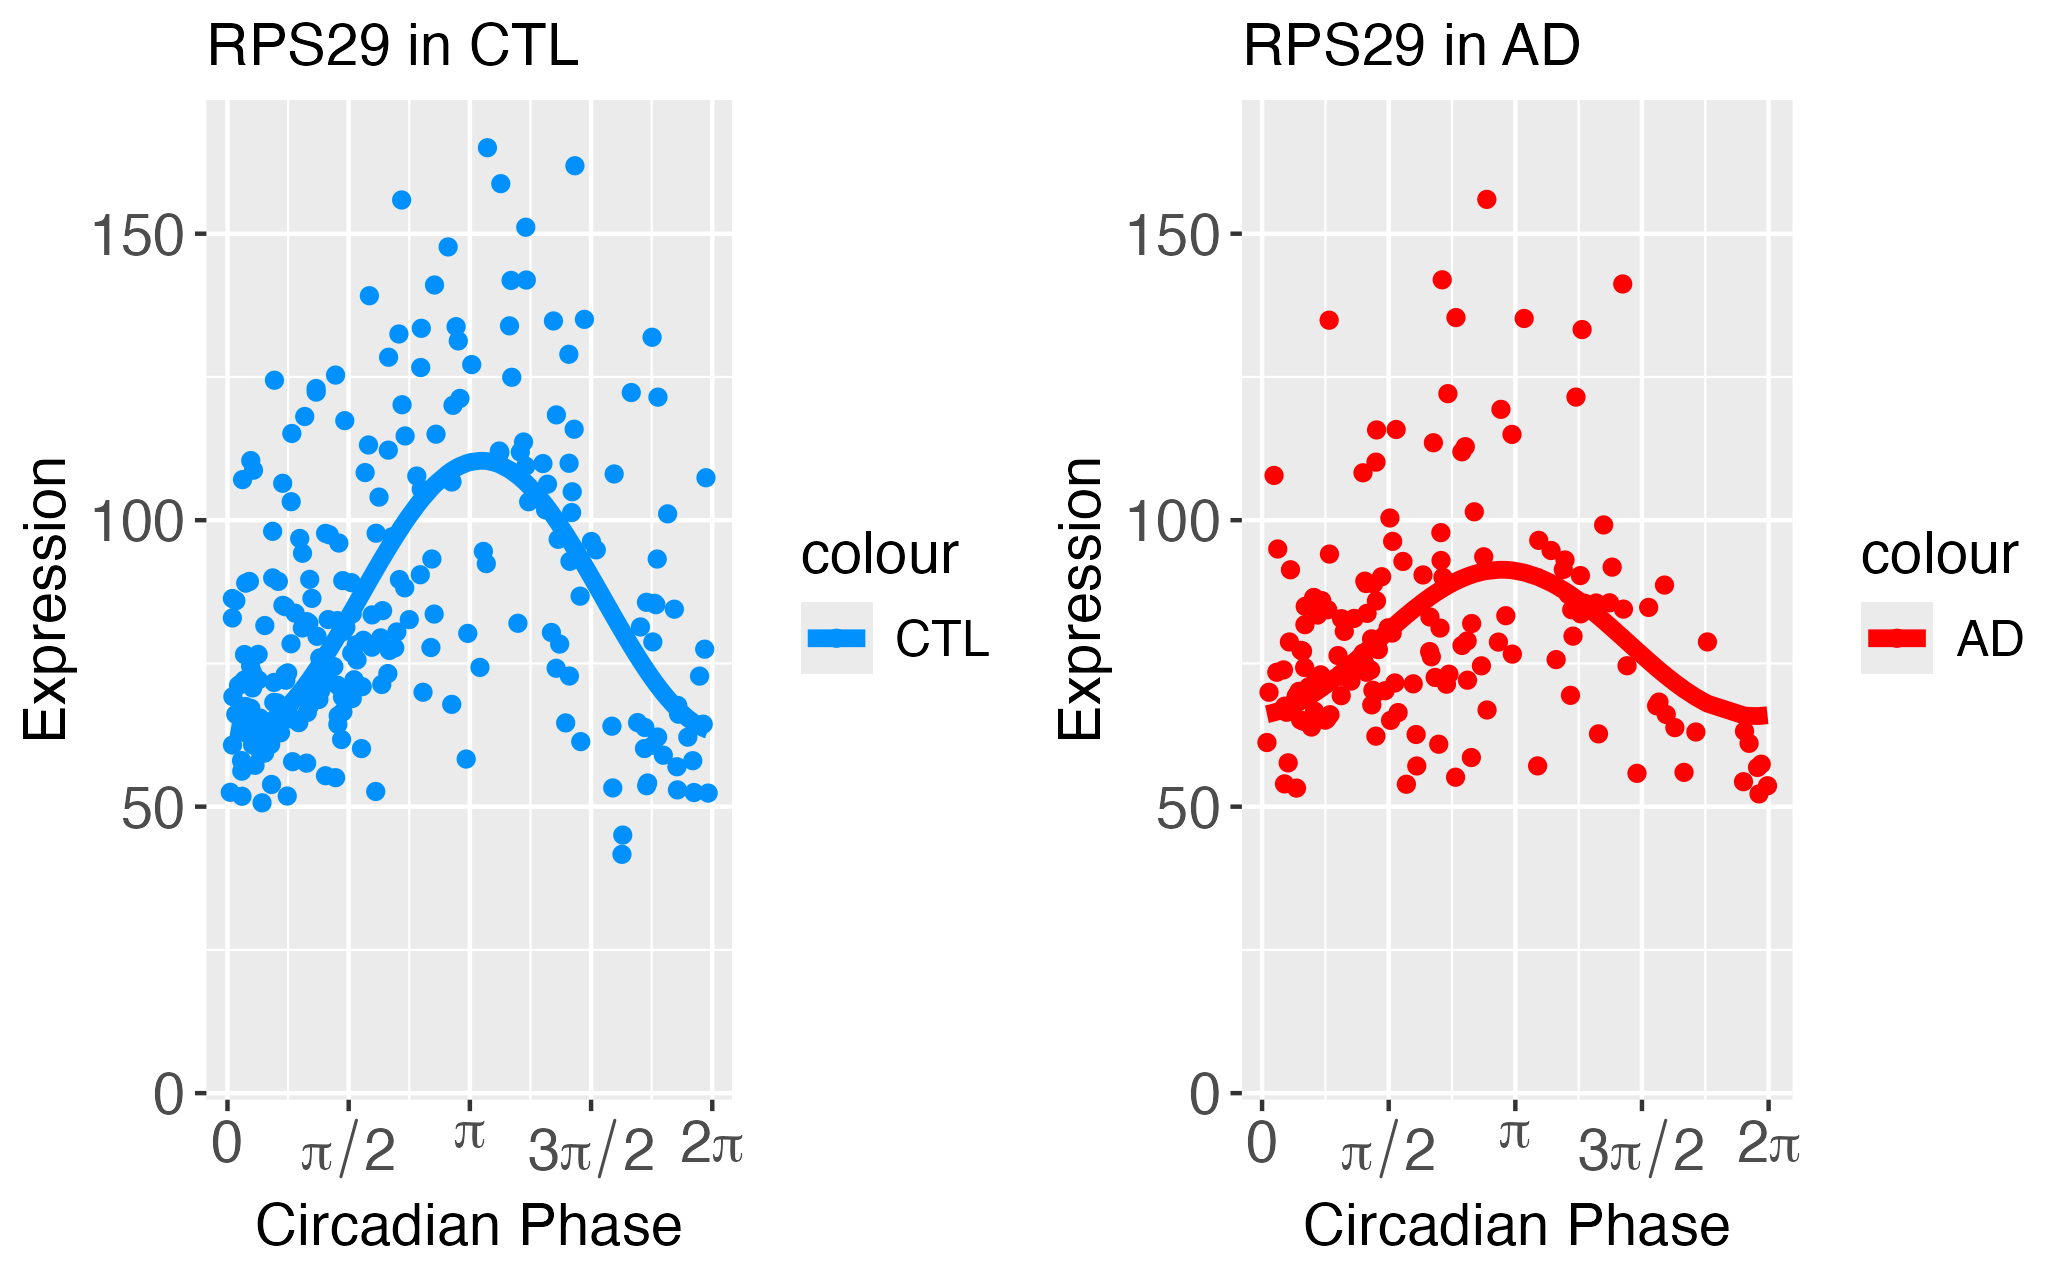 RPS29 in CTL
Expression
150
100
50
0
0 π/2 π 3π/2 2π
Circadian Phase
colour
CTL
RPS29 in AD
Expression
150
100
50
0
0 π/2 π 3π/2 2π
Circadian Phase
colour
AD